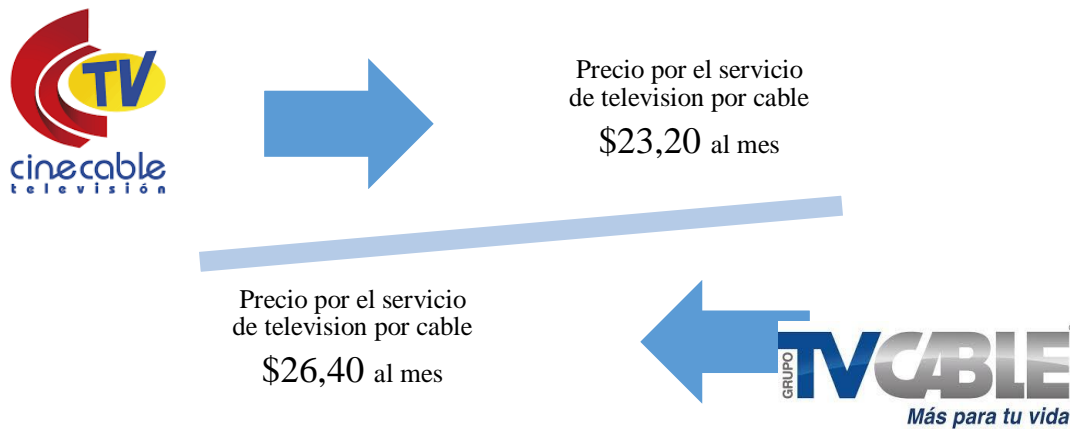 TV
cinecable
televisión
Precio por el servicio
de television por cable
$23,20 al mes
Precio por el servicio
de television por cable
$26,40 al mes
GRUPO
TVCABLE
Más para tu vida